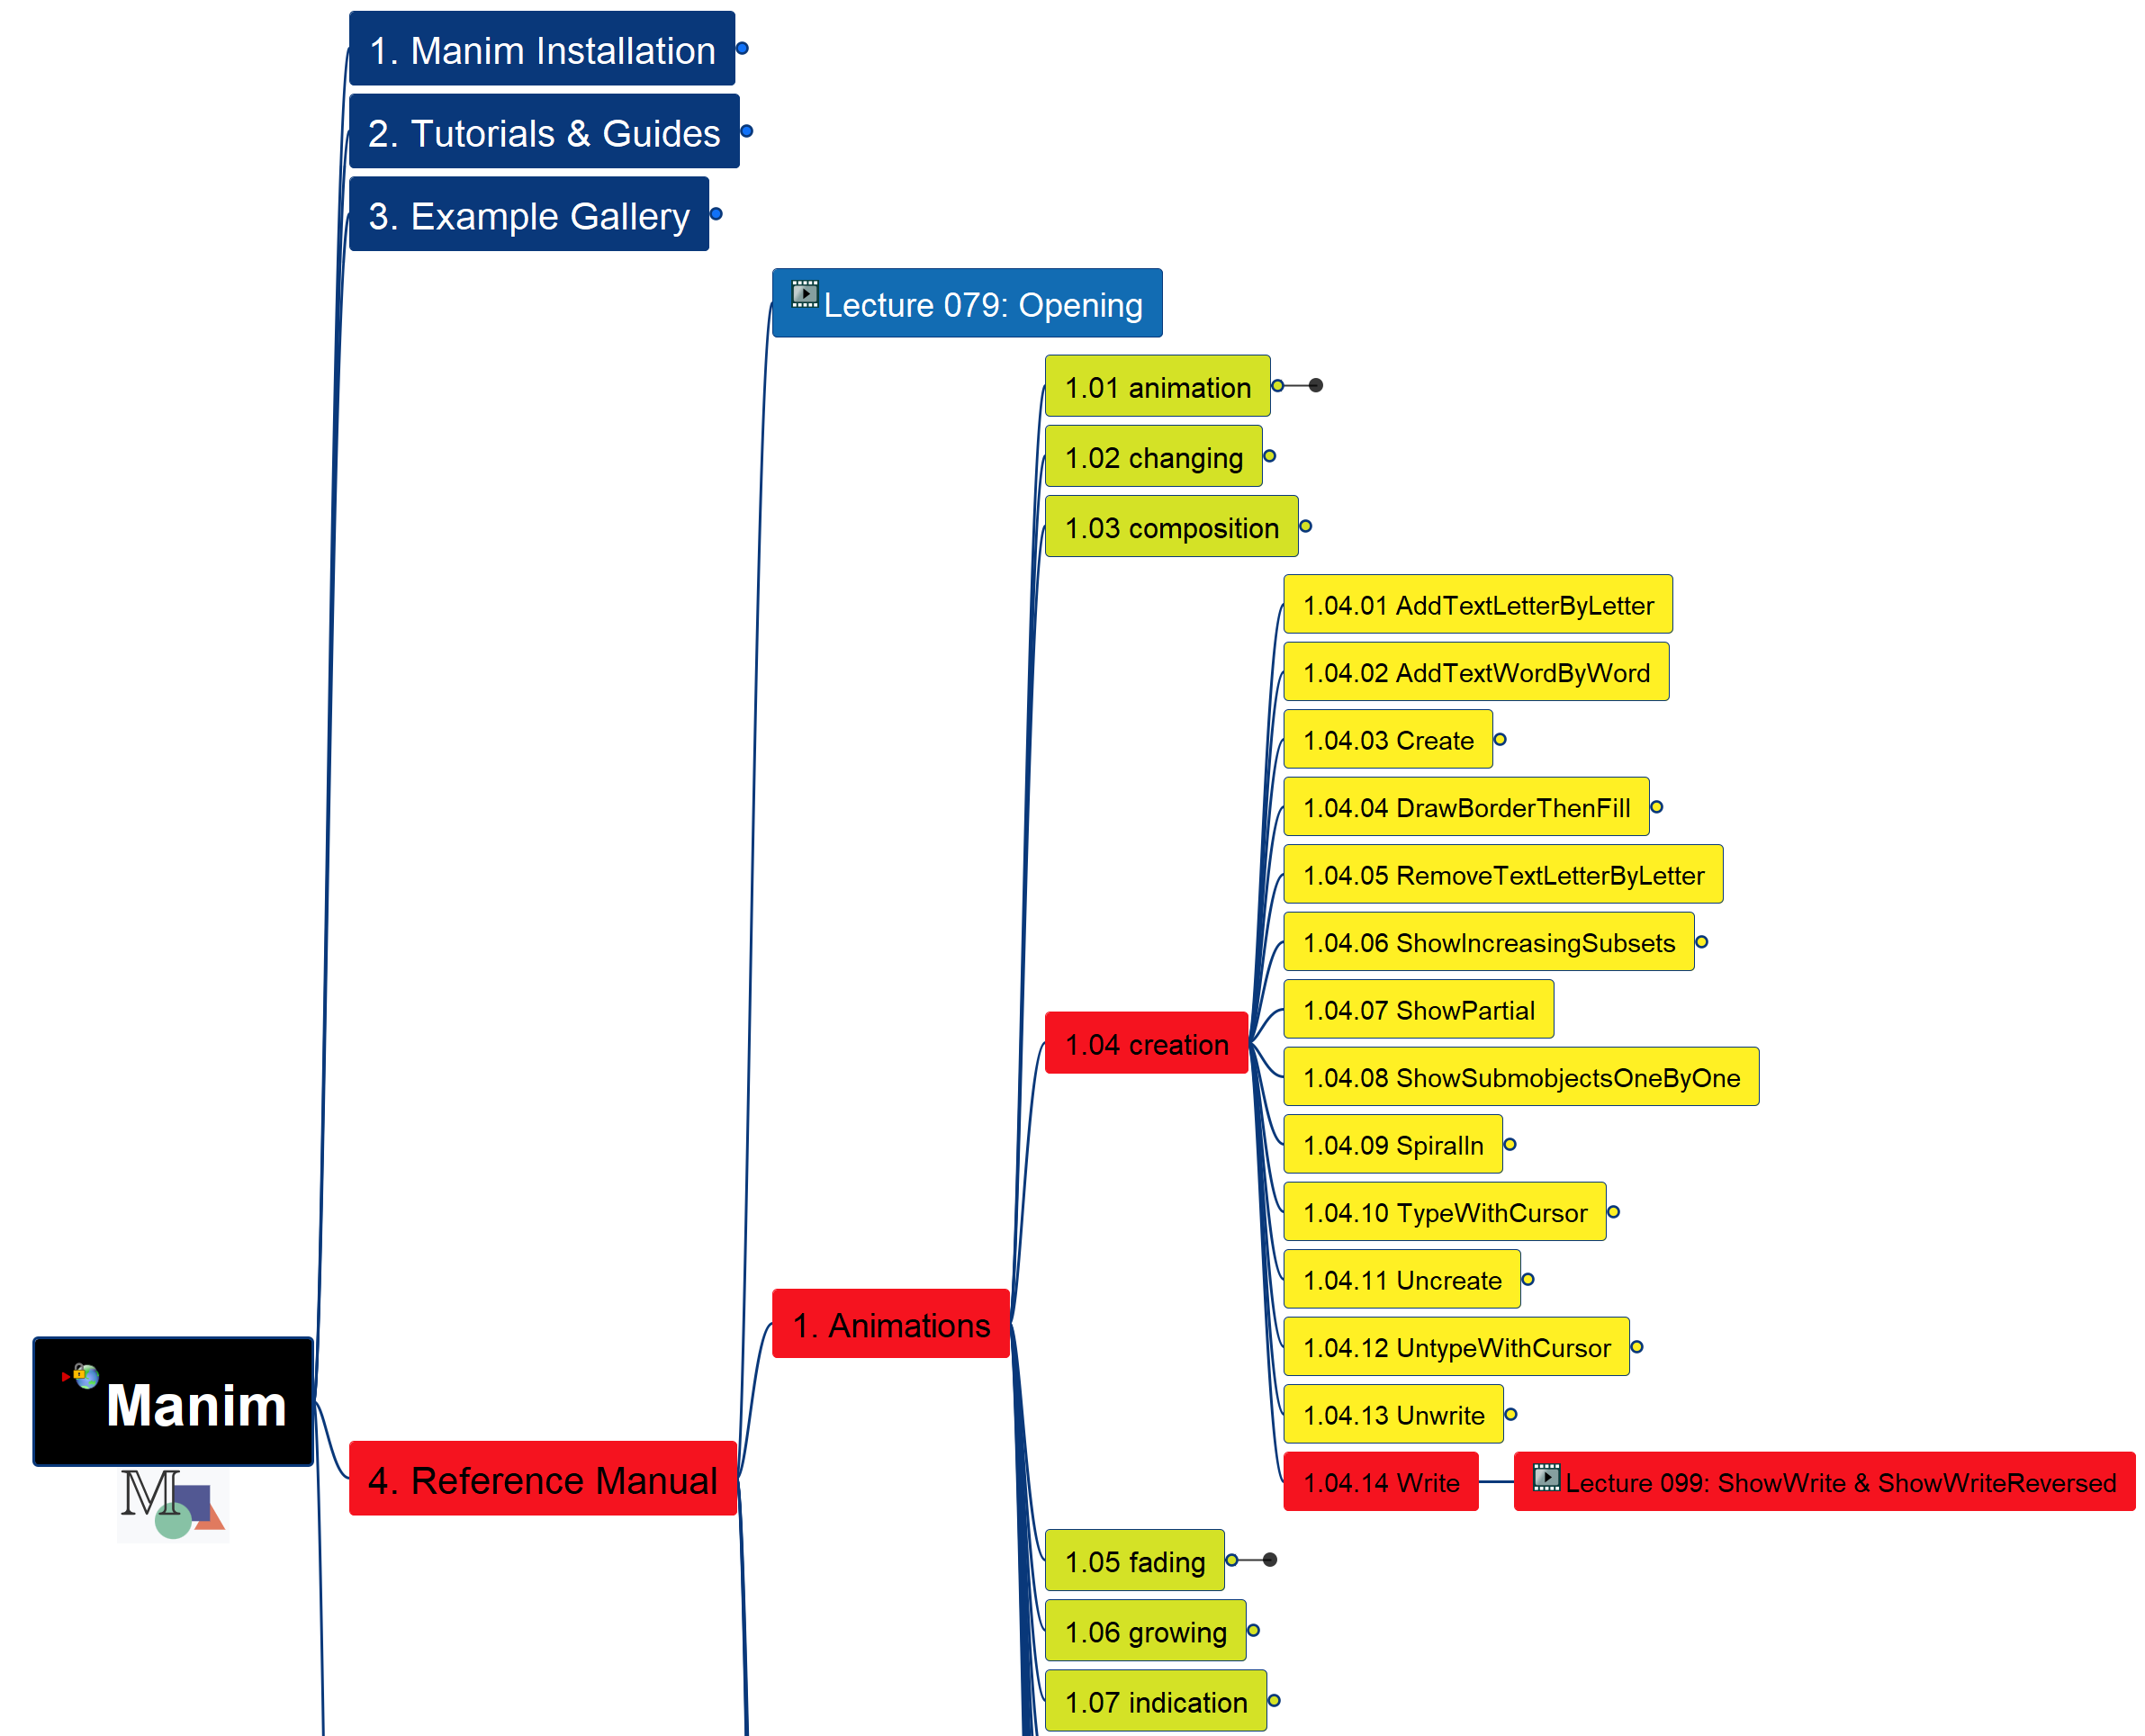 1. Manim Installation
2. Tutorials & Guides
3. Example Gallery
Lecture 079: Opening
1.01 animation
1.02 changing
1.03 composition
1.04.01 AddTextLetterByLetter
1.04.02 AddTextWordByWord
1.04.03 Create
1.04.04 DrawBorderThenFill
1.04.05 RemoveTextLetterByLetter
1.04.06 ShowIncreasingSubsets
1.04.07 ShowPartial
1.04 creation
1.04.08 ShowSubmobjectsOneByOne
1.04.09 SpiralIn
1.04.10 TypeWithCursor
1.04.11 Uncreate
1. Animations
1.04.12 UntypeWithCursor
Manim
1.04.13 Unwrite
4. Reference Manual
1.04.14 Write
Lecture 099: ShowWrite & ShowWriteReversed
M
1.05 fading
1.06 growing
1.07 indication